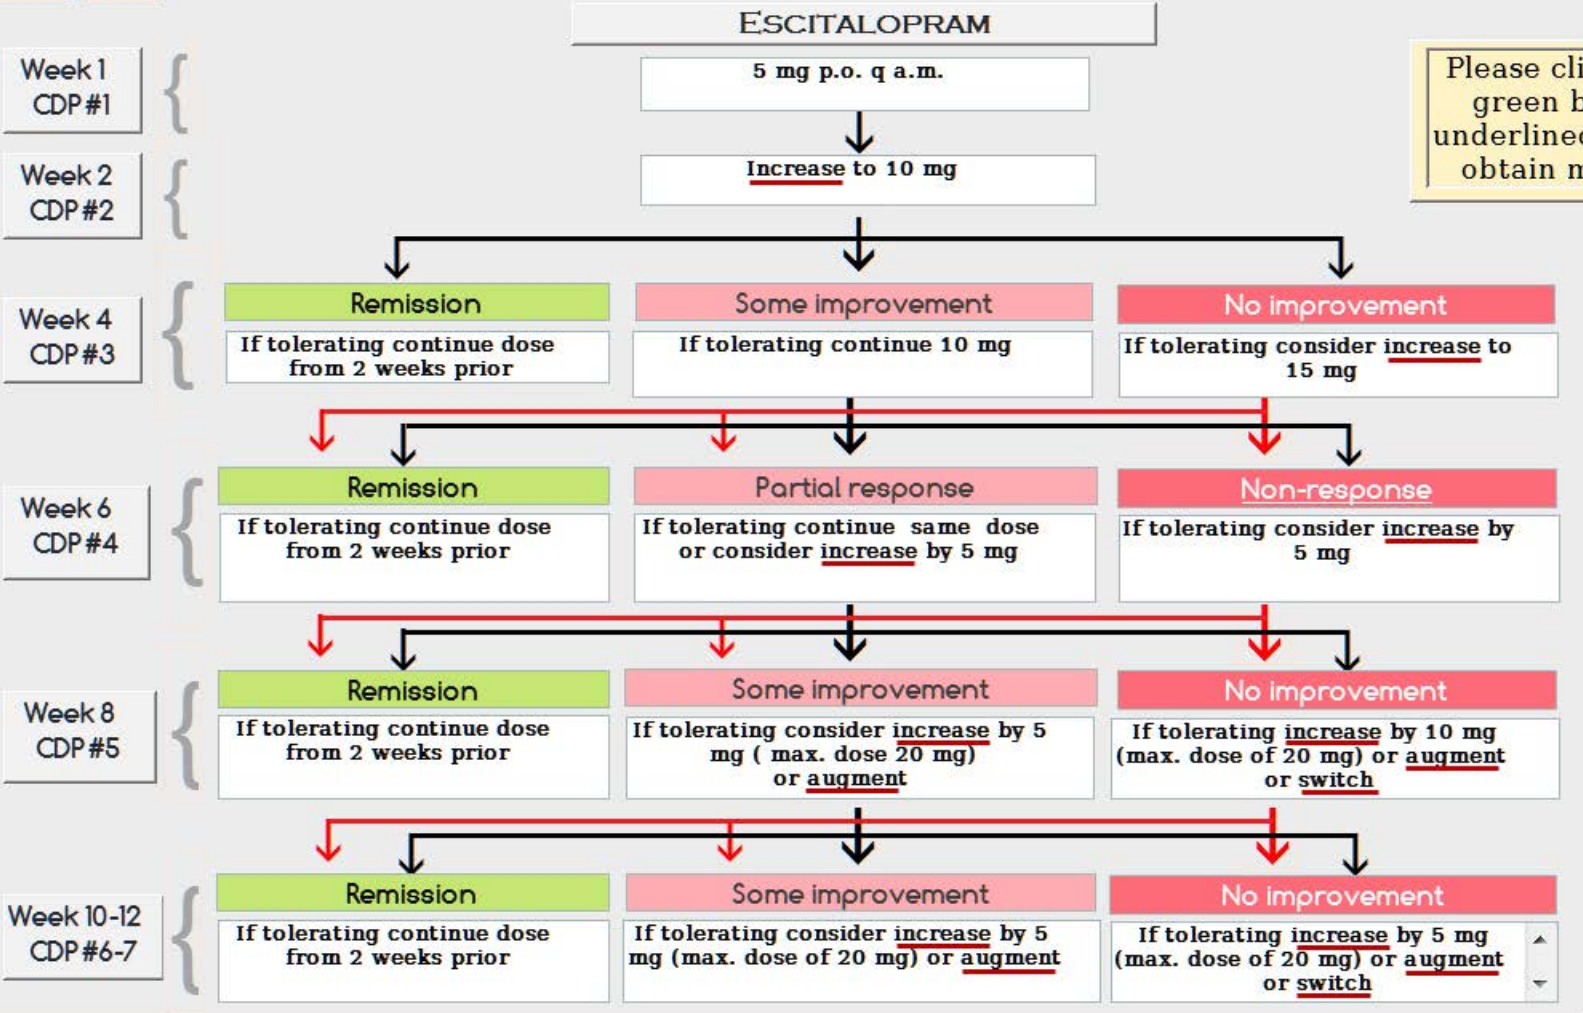 ESCITALOPRAM
Week 1
CDP #1
5 mg p.o. q a.m.
Please cli
green b
underlined
obtain m
Week 2
CDP #2
Increase to 10 mg
Week 4
CDP #3
Remission
If tolerating continue dose
from 2 weeks prior
Some improvement
If tolerating continue 10 mg
No improvement
If tolerating consider increase to
15 mg
Week 6
CDP #4
Remission
If tolerating continue dose
from 2 weeks prior
Partial response
If tolerating continue same dose
or consider increase by 5 mg
Non-response
If tolerating consider increase by
5 mg
Week 8
CDP #5
Remission
If tolerating continue dose
from 2 weeks prior
Some improvement
If tolerating consider increase by 5
mg ( max. dose 20 mg)
or augment
No improvement
If tolerating increase by 10 mg
(max. dose of 20 mg) or augment
or switch
Week 10-12
CDP #6-7
Remission
If tolerating continue dose
from 2 weeks prior
Some improvement
If tolerating consider increase by 5
mg (max. dose of 20 mg) or augment
No improvement
If tolerating increase by 5 mg
(max. dose of 20 mg) or augment
or switch